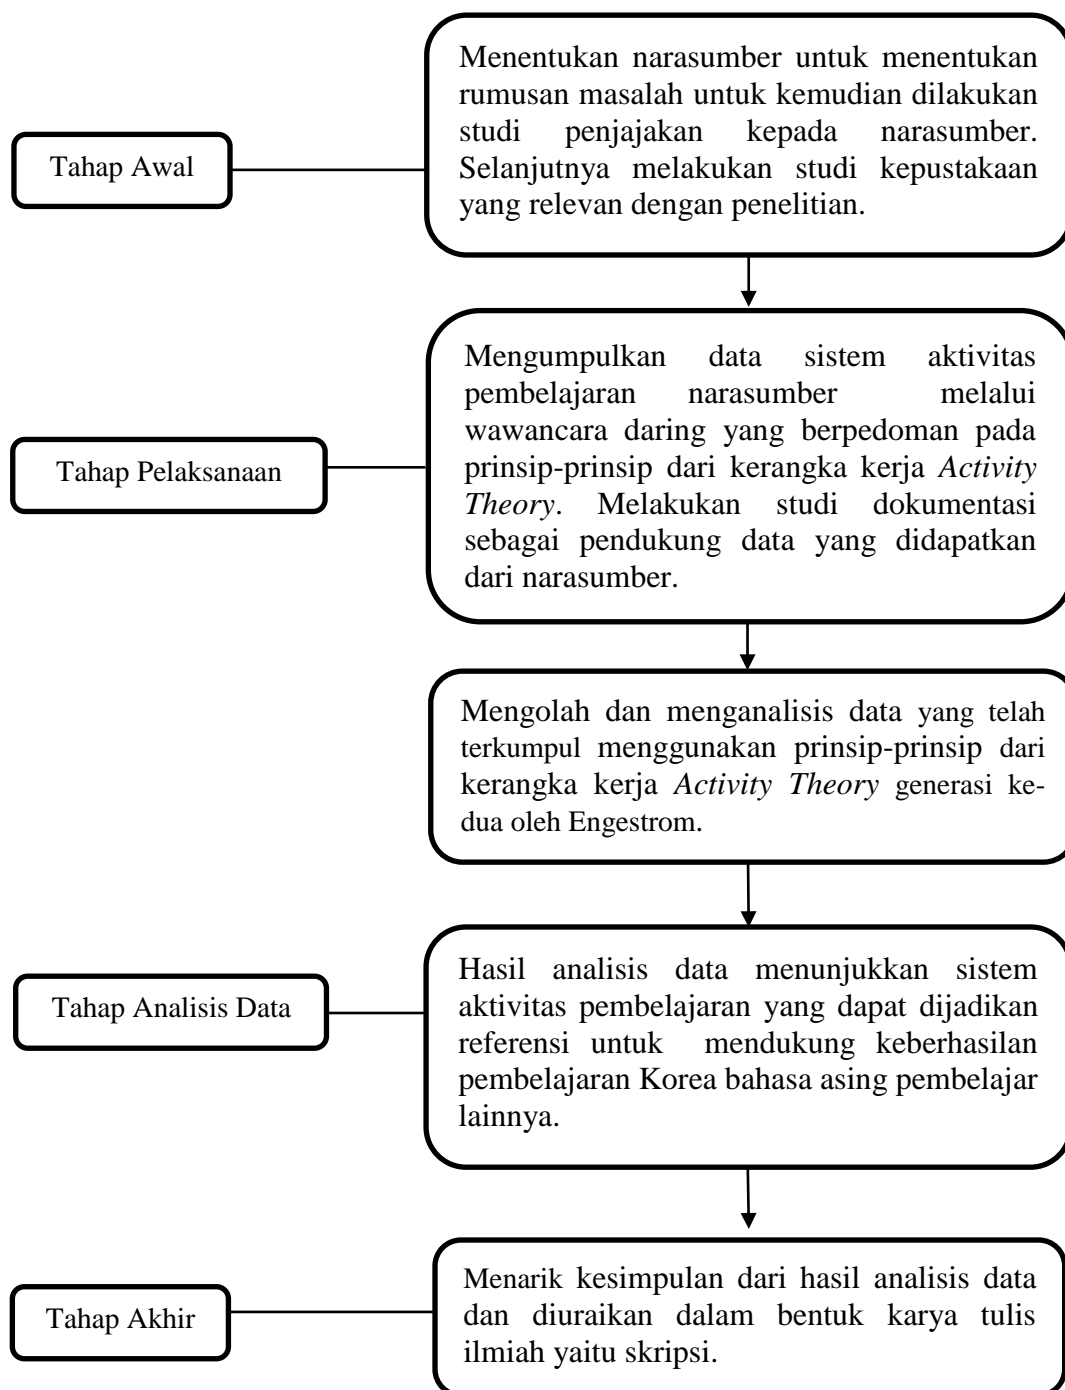 Tahap Awal
Menentukan narasumber untuk menentukan
rumusan masalah untuk kemudian dilakukan
studi penjajakan kepada narasumber.
Selanjutnya melakukan studi kepustakaan
yang relevan dengan penelitian.
Tahap Pelaksanaan
Mengumpulkan data sistem aktivitas
pembelajaran narasumber melalui
wawancara daring yang berpedoman pada
prinsip-prinsip dari kerangka kerja Activity
Theory. Melakukan studi dokumentasi
sebagai pendukung data yang didapatkan
dari narasumber.
Mengolah dan menganalisis data yang telah
terkumpul menggunakan prinsip-prinsip dari
kerangka kerja Activity Theory generasi ke-
dua oleh Engestrom.
Tahap Analisis Data
Hasil analisis data menunjukkan sistem
aktivitas pembelajaran yang dapat dijadikan
referensi untuk mendukung keberhasilan
pembelajaran Korea bahasa asing pembelajar
lainnya.
Tahap Akhir
Menarik kesimpulan dari hasil analisis data
dan diuraikan dalam bentuk karya tulis
ilmiah yaitu skripsi.